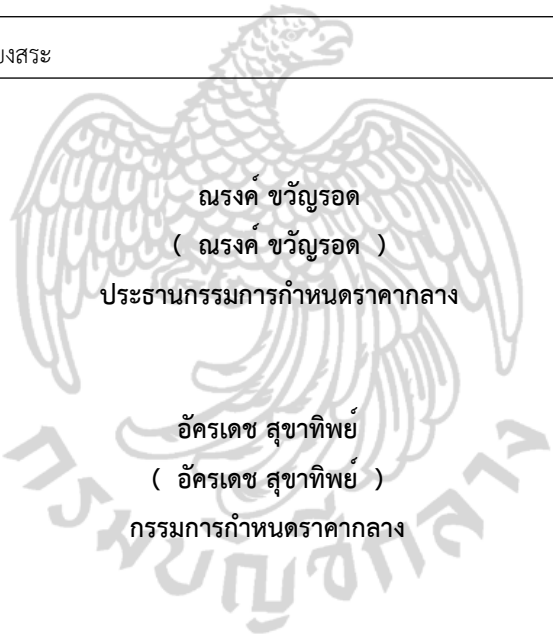 งสระ
ณรงค์ ขวัญรอด
( ณรงค์ ขวัญรอด )
ประธานกรรมการกำหนดราคากลาง
อัครเดช สุขาทิพย์
( อัครเดช สุขาทิพย์ )
กรรมการกำหนดราคากลาง
กรมบัญชีกลาง